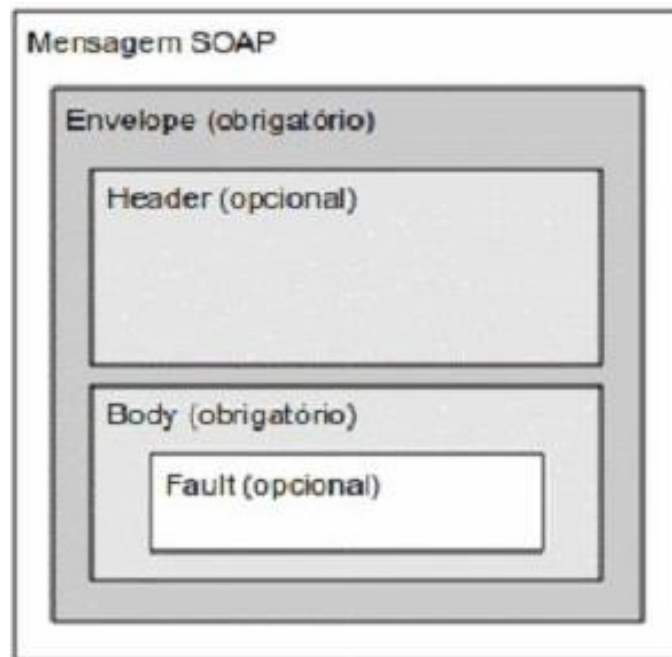 Mensagem SOAP
Envelope (obrigatório)
Header (opcional)
Body (obrigatório)
Fault (opcional)